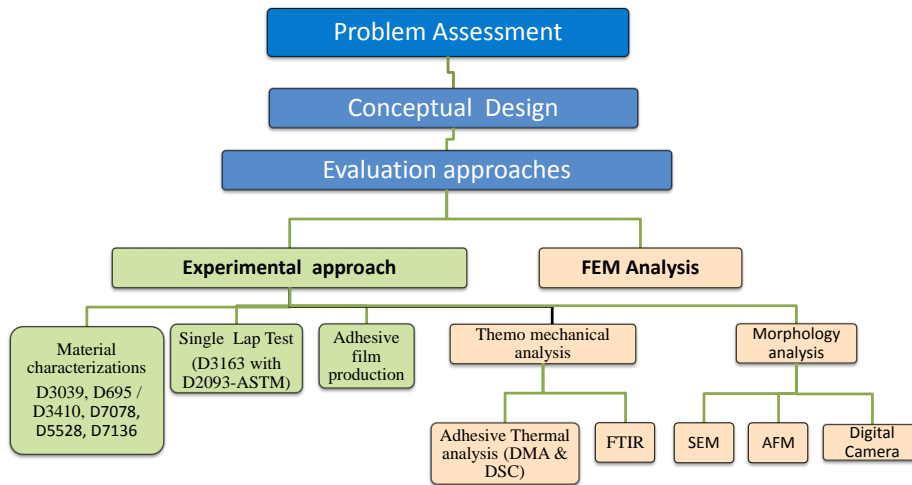 Problem Assessment
Conceptual Design
Evaluation approaches
Experimental approach
FEM Analysis
Material
characterizations
D3039, D695 /
D3410, D7078,
D5528, D7136
Single Lap Test
(D3163 with
D2093-ASTM)
Adhesive
film
production
Themo mechanical
analysis
Morphology
analysis
Adhesive Thermal
analysis (DMA &
DSC)
FTIR
SEM
AFM
Digital
Camera